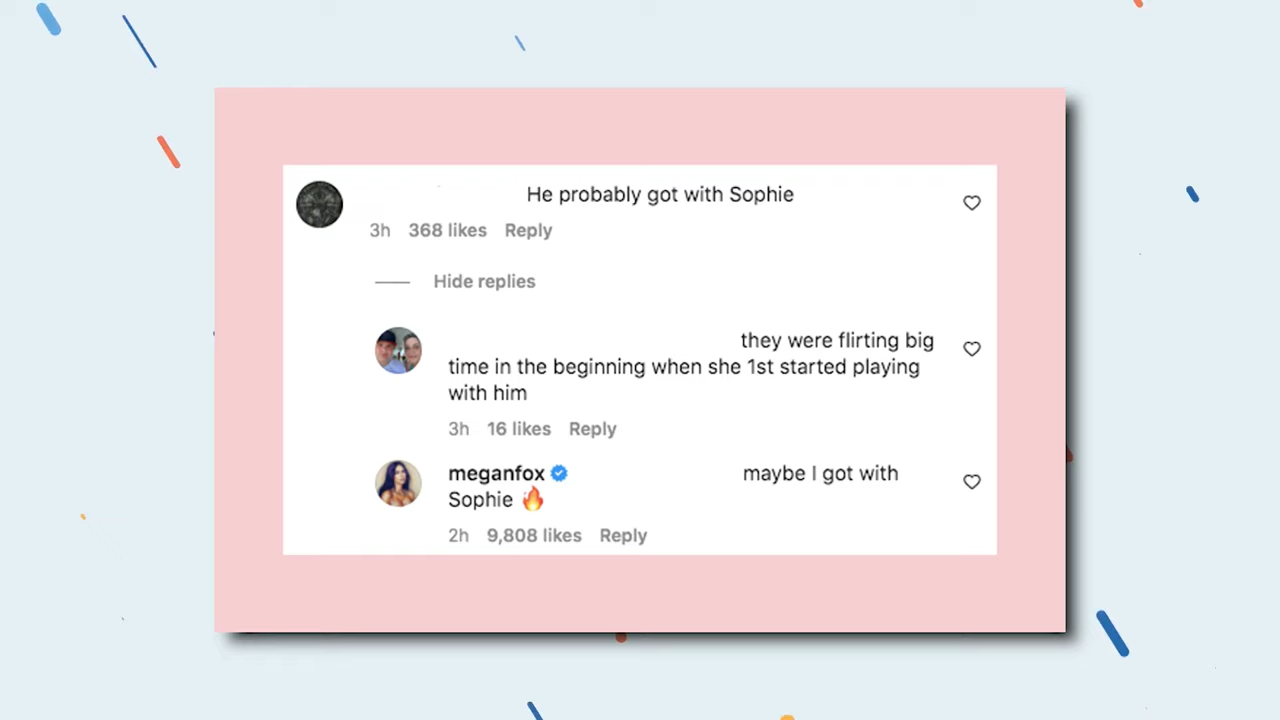 He probably got with Sophie
3h 368 likes Reply
Hide replies
they were flirting big
time in the beginning when she 1st started playing
with him
3h 16 likes Reply
meganfox maybe I got with
Sophie 🔥
2h 9,808 likes Reply